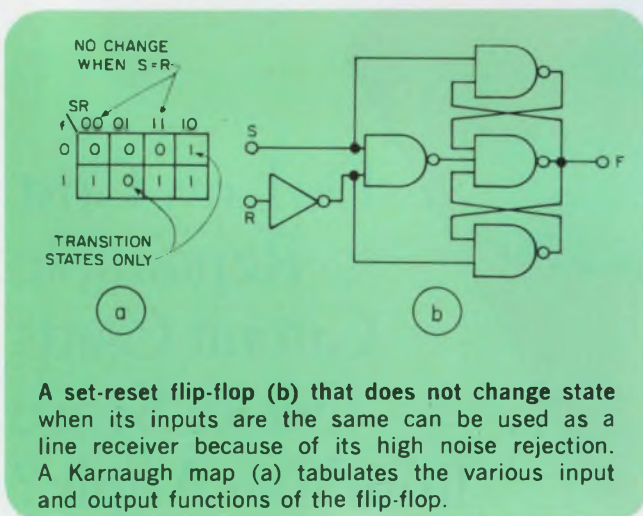 NO CHANGE
WHEN S=R
SR
f 00 01 11 10
0 0 0 0 1
1 1 0 1 1
TRANSITION
STATES ONLY
a
S
R
F
b
A set-reset flip-flop (b) that does not change state
when its inputs are the same can be used as a
line receiver because of its high noise rejection.
A Karnaugh map (a) tabulates the various input
and output functions of the flip-flop.